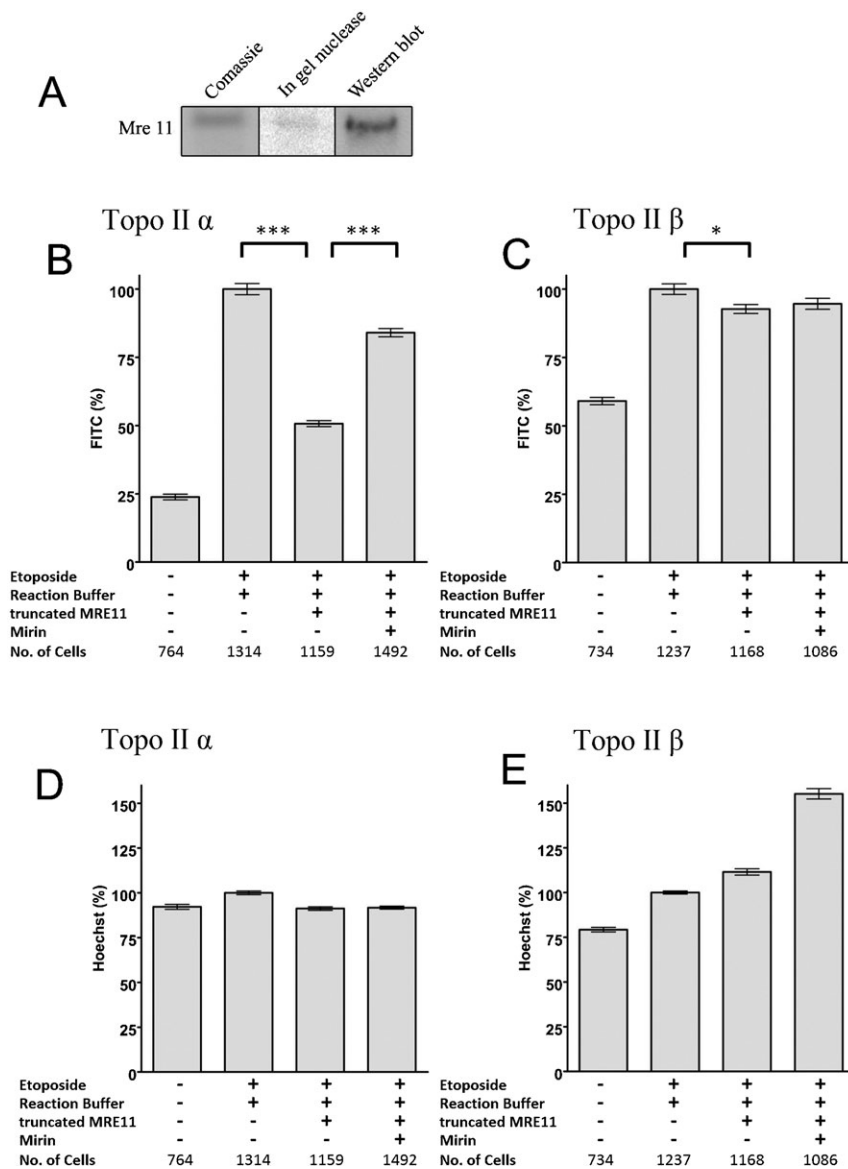 A
Comassie
In gel nuclease
Western blot
Mre 11
Topo II α
B
*** ***
100
75
50
25
0
FITC (%)
Etoposide - + + +
Reaction Buffer - + + +
truncated MRE11 - - + +
Mirin - - - +
No. of Cells 764 1314 1159 1492
Topo II β
C
*
100
75
50
25
0
FITC (%)
Etoposide - + + +
Reaction Buffer - + + +
truncated MRE11 - - + +
Mirin - - - +
No. of Cells 734 1237 1168 1086
Topo II α
D
150
125
100
75
50
25
0
Hoechst (%)
Etoposide - + + +
Reaction Buffer - + + +
truncated MRE11 - - + +
Mirin - - - +
No. of Cells 764 1314 1159 1492
Topo II β
E
150
125
100
75
50
25
0
Hoechst (%)
Etoposide - + + +
Reaction Buffer - + + +
truncated MRE11 - - + +
Mirin - - - +
No. of Cells 734 1237 1168 1086